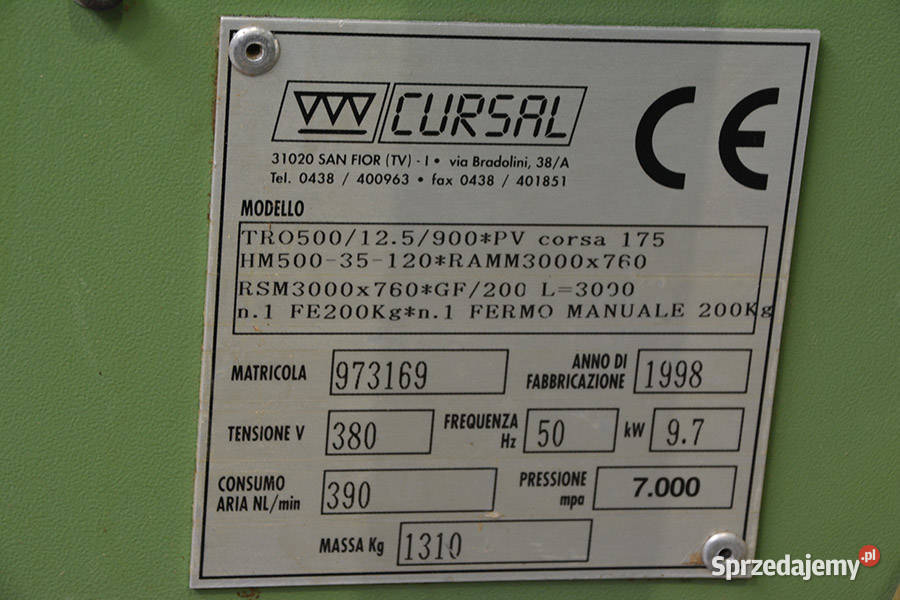 CURSAL
CE
31020 SAN FIOR (TV) - I • via Bradolini, 38/A
Tel. 0438 / 400963 • fax 0438 / 401851
MODELLO
TRO500/12.5/900*PV corsa 175
HM500-35-120*RAMM3000x760
RSM3000x760*GF/200 L=3000
n.1 FE200Kg*n.1 FERMO MANUALE 200Kg
MATRICOLA 973169 ANNO DI FABBRICAZIONE 1998
TENSIONE V 380 FREQUENZA Hz 50 kW 9.7
CONSUMO ARIA NL/min 390 PRESSIONE mpa 7.000
MASSA Kg 1310
Sprzedajemy.pl